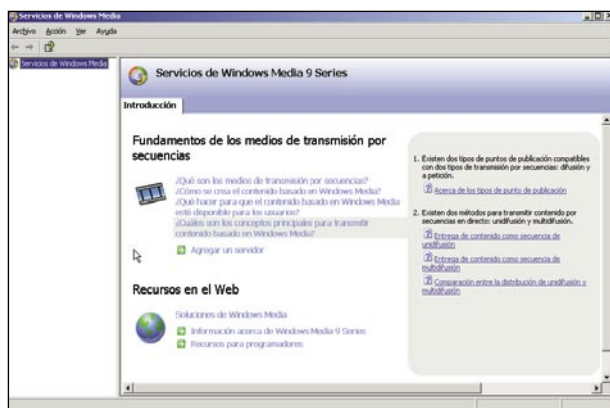 Servicios de Windows Media
Archivo Acción Ver Ayuda
Servicios de Windows Media
Servicios de Windows Media 9 Series
Introducción
Fundamentos de los medios de transmisión por
secuencias
¿Qué son los medios de transmisión por secuencias?
¿Cómo se crea el contenido basado en Windows Media?
¿Qué hacer para que el contenido basado en Windows Media
esté disponible para los usuarios?
¿Cuáles son los conceptos principales para transmitir
contenido basado en Windows Media?
Agregar un servidor
Recursos en el Web
Soluciones de Windows Media
Información acerca de Windows Media 9 Series
Recursos para programadores
1. Existen dos tipos de puntos de publicación compatibles
con dos tipos de transmisión por secuencias: difusión y
a petición.
Acerca de los tipos de punto de publicación
2. Existen dos métodos para transmitir contenido por
secuencias en directo: unidifusión y multidifusión.
Entrega de contenido como secuencia de
unidifusión
Entrega de contenido como secuencia de
multidifusión
Comparación entre la distribución de unidifusión y
multidifusión